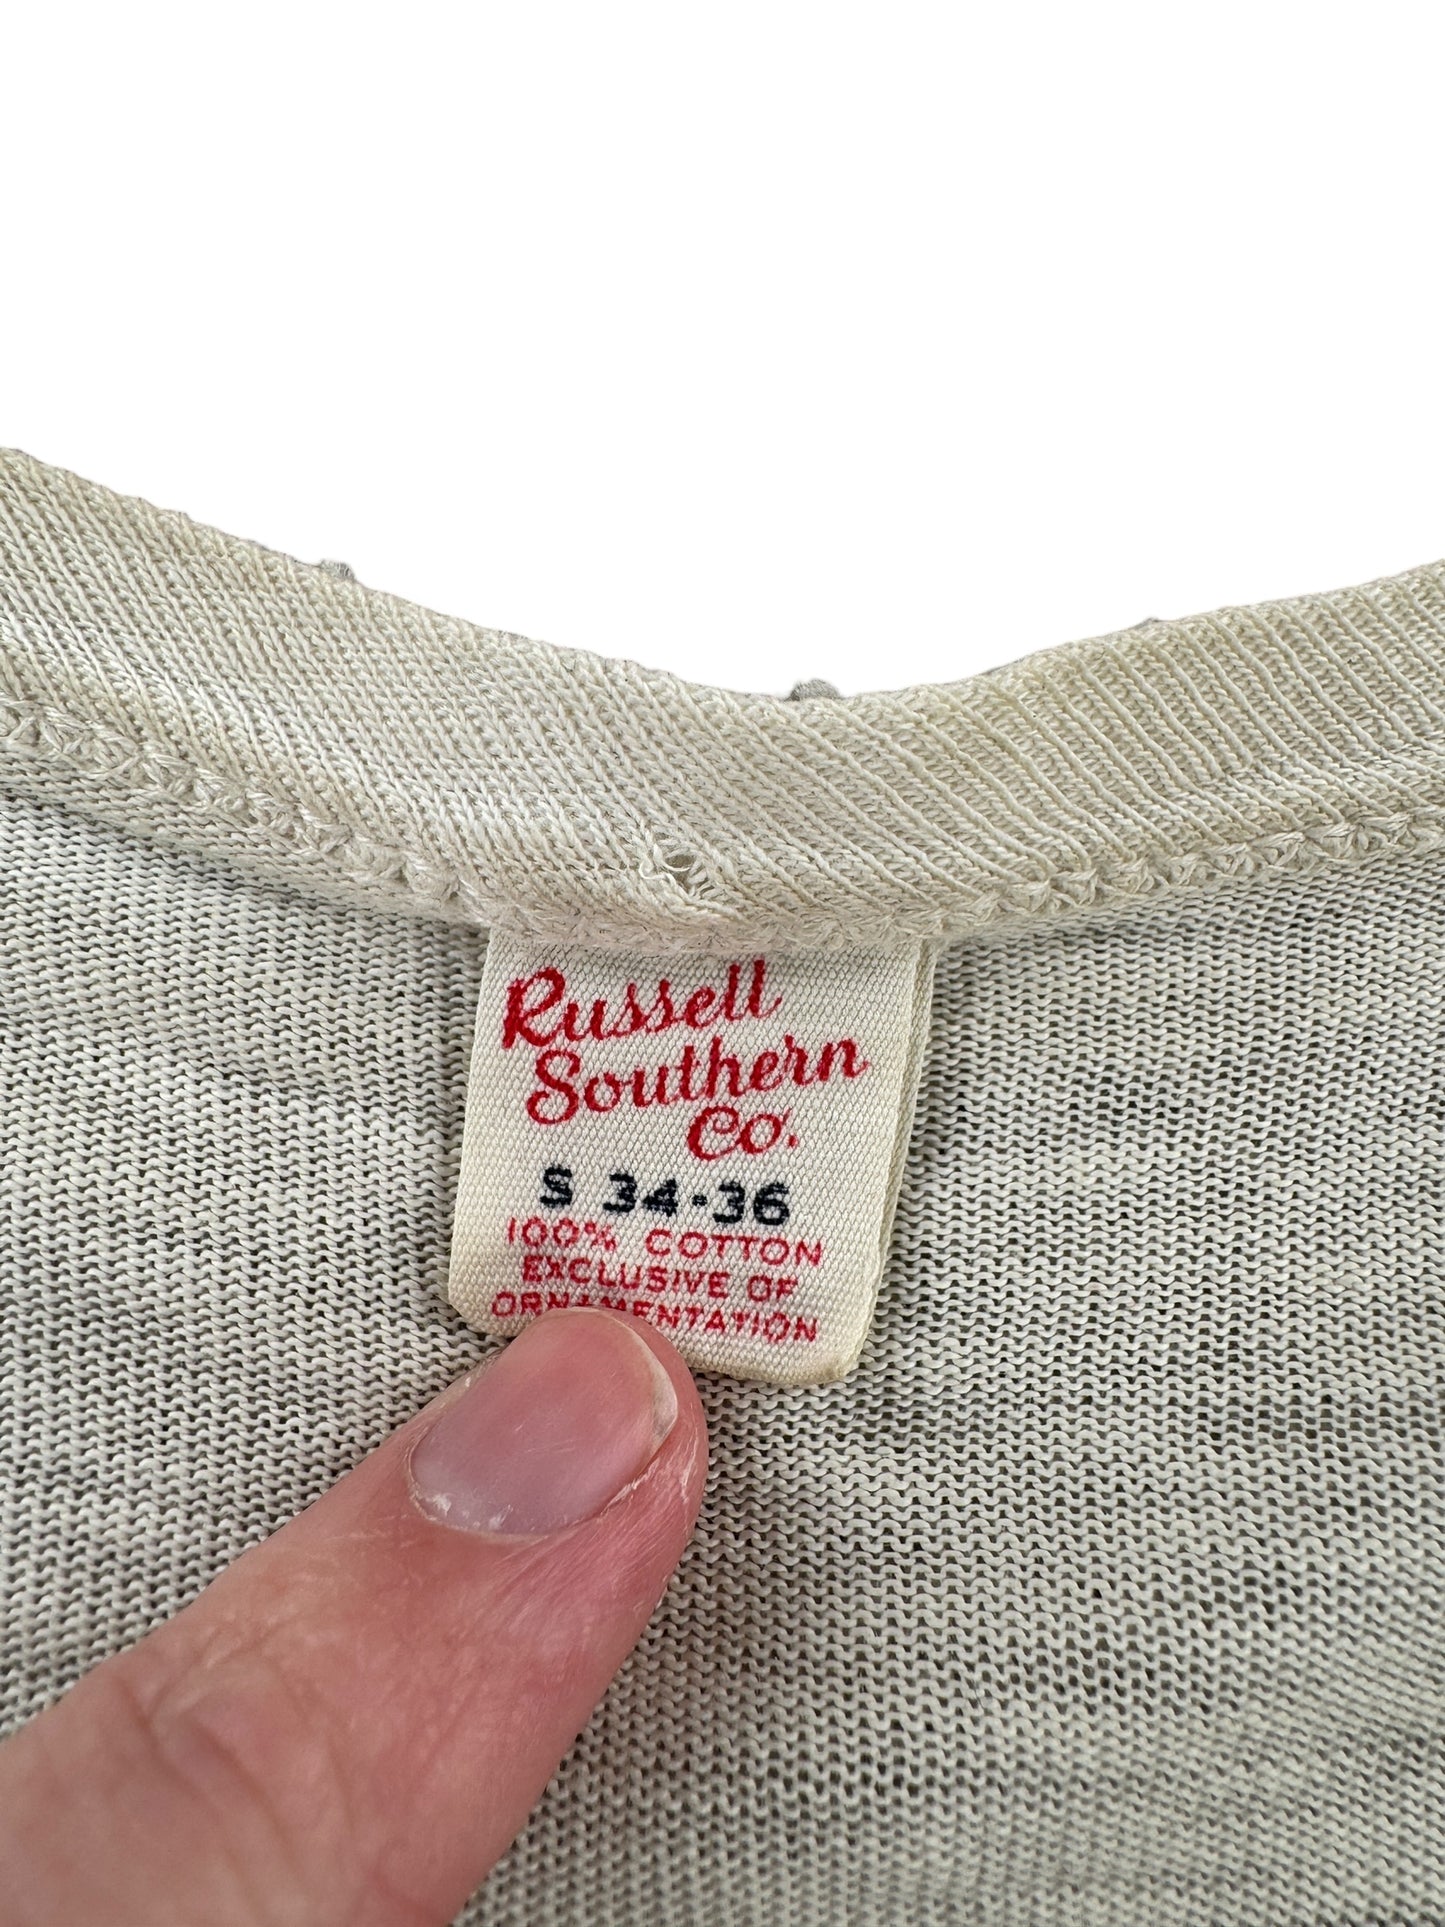 Russell
Southern
Co.
S 34-36
100% COTTON
EXCLUSIVE OF
ORNAMENTATION